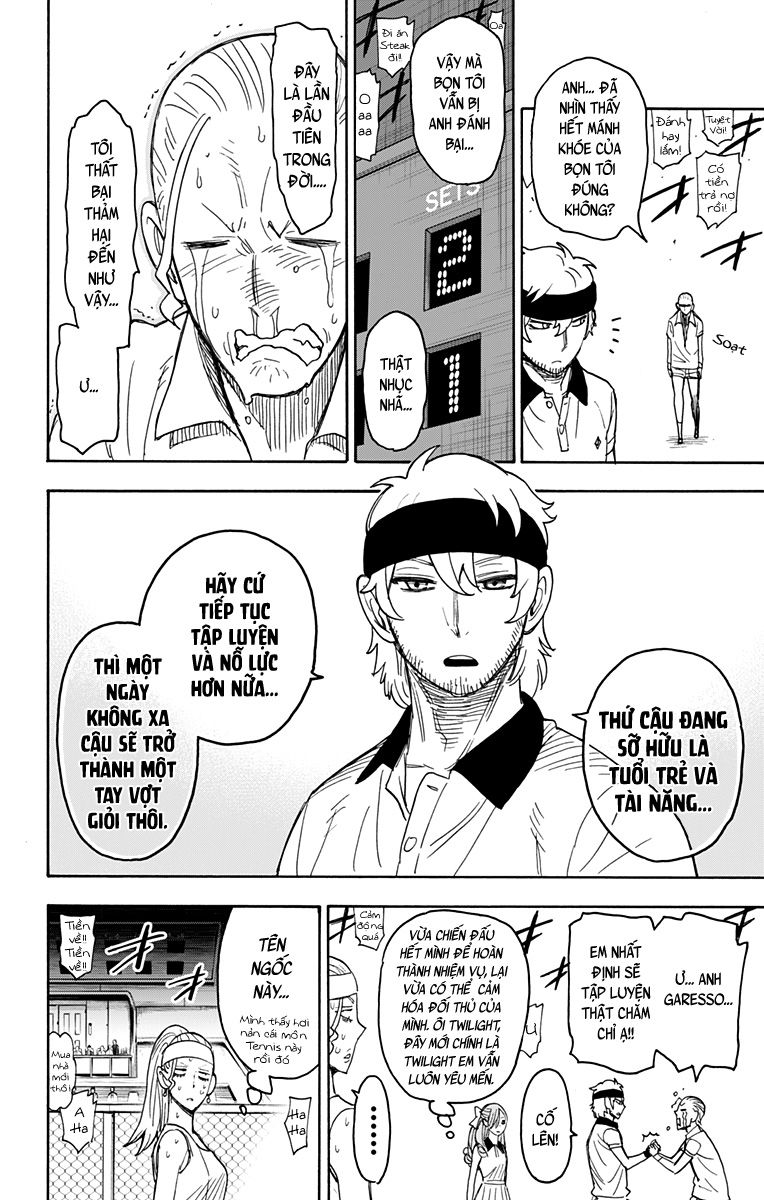 ANH... ĐÃ
NHÌN THẤY
HẾT MÁNH
KHÓE CỦA
BỌN TÔI
ĐÚNG
KHÔNG?
Đánh
hay
lắm!
Tuyệt
vời!
Có
tiền
trả nợ
rồi!
Soạt
VẬY MÀ
BỌN TÔI
VẪN BỊ
ANH ĐÁNH
BẠI...
Oa
Đi ăn
Steak
đi!!
O
a a
a a
SETS
2
1
THẬT
NHỤC
NHÃ...
ĐÂY
LÀ LẦN
ĐẦU
TIÊN
TRONG
ĐỜI....
TÔI
THẤT
BẠI
THẢM
HẠI
ĐẾN
NHƯ
VẬY...
Ư...
THỨ CẬU ĐANG
SỠ HỮU LÀ
TUỔI TRẺ VÀ
TÀI NĂNG...
HÃY CỨ
TIẾP TỤC
TẬP LUYỆN
VÀ NỖ LỰC
HƠN NỮA...
THÌ MỘT
NGÀY
KHÔNG XA
CẬU SẼ TRỞ
THÀNH MỘT
TAY VỢT
GIỎI THÔI.
Ư... ANH
GARESSO...
EM NHẤT
ĐỊNH SẼ
TẬP LUYỆN
THẬT CHĂM
CHỈ Ạ!!
CỐ
LÊN!
VỪA CHIẾN ĐẤU
HẾT MÌNH ĐỂ HOÀN
THÀNH NHIỆM VỤ, LẠI
VỪA CÓ THỂ CẢM
HÓA ĐỐI THỦ CỦA
MÌNH. ÔI TWILIGHT,
ĐÂY MỚI CHÍNH LÀ
TWILIGHT EM VẪN
LUÔN YÊU MẾN.
Cảm
động
quá
....
TÊN
NGỐC
NÀY...
Mình thấy hơi
nản cái môn
Tennis này
rồi đó
Tiền
về!!
Tiền
về!!
Mua
nhà
mới
thôi!
A
Ha
Ha
Ha